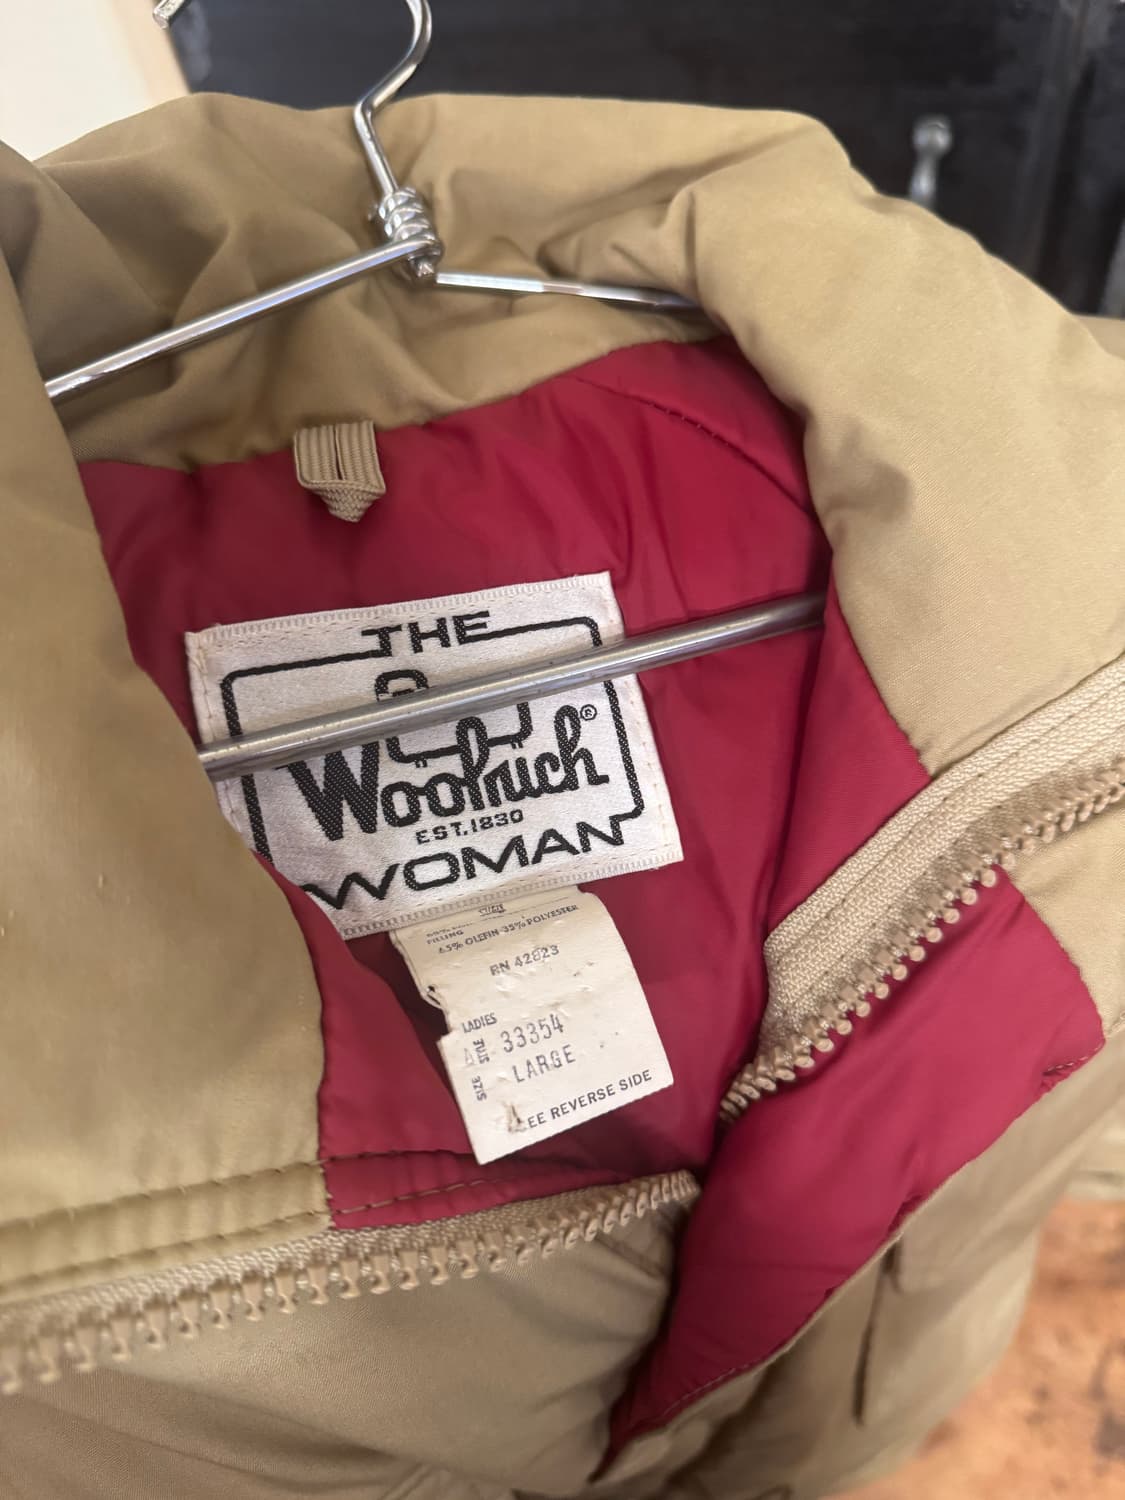 THE
Woolrich®
EST. 1830
WOMAN
FILLING
65% OLEFIN-35% POLYESTER
RN 42823
LADIES
33354
SIZE LARGE
SEE REVERSE SIDE